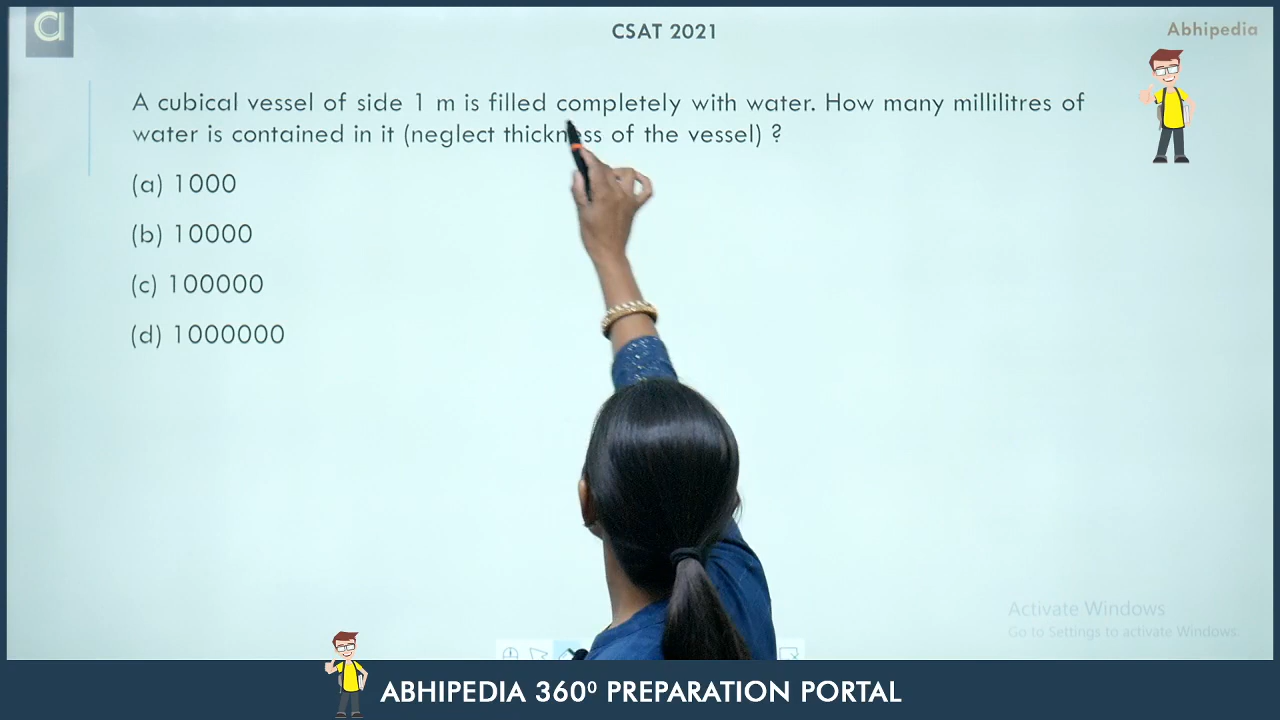 a
CSAT 2021
Abhipedia
A cubical vessel of side 1 m is filled completely with water. How many millilitres of
water is contained in it (neglect thickness of the vessel) ?
(a) 1000
(b) 10000
(c) 100000
(d) 1000000
Activate Windows
Go to Settings to activate Windows.
ABHIPEDIA 360⁰ PREPARATION PORTAL